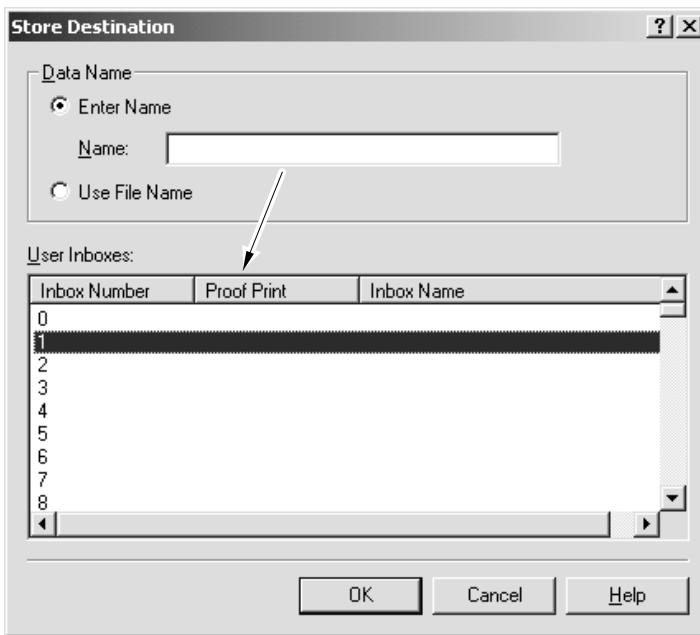 Store Destination
Data Name
Enter Name
Name:
Use File Name
User Inboxes:
Inbox Number Proof Print Inbox Name
0
1
2
3
4
5
6
7
8
OK Cancel Help